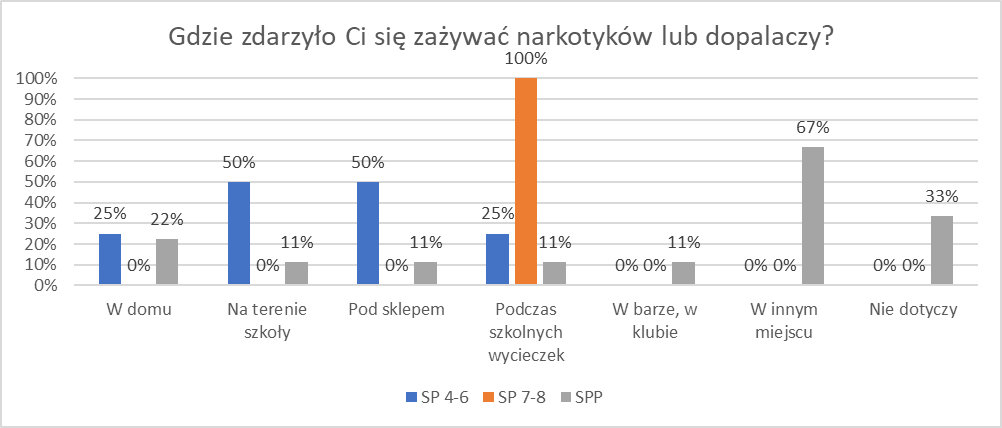 Gdzie zdarzyło Ci się zażywać narkotyków lub dopalaczy?
100%
100%
90%
80%
70%
60%
50%
40%
30%
20%
10%
0%
25% 0% 22%
50% 0% 11%
50% 0% 11%
25% 11%
0% 0% 11%
0% 0% 67%
0% 0% 33%
W domu
Na terenie
szkoły
Pod sklepem
Podczas
szkolnych
wycieczek
W barze, w
klubie
W innym
miejscu
Nie dotyczy
SP 4-6 SP 7-8 SPP